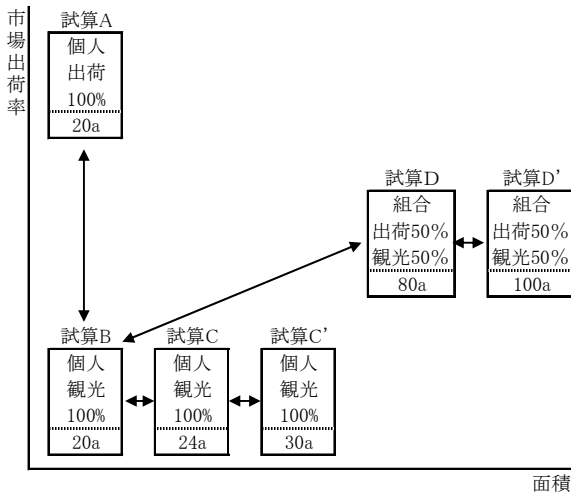 市場出荷率
試算A
個人
出荷
100%
20a
試算D
組合
出荷50%
観光50%
80a
試算D’
組合
出荷50%
観光50%
100a
試算B
個人
観光
100%
20a
試算C
個人
観光
100%
24a
試算C’
個人
観光
100%
30a
面積